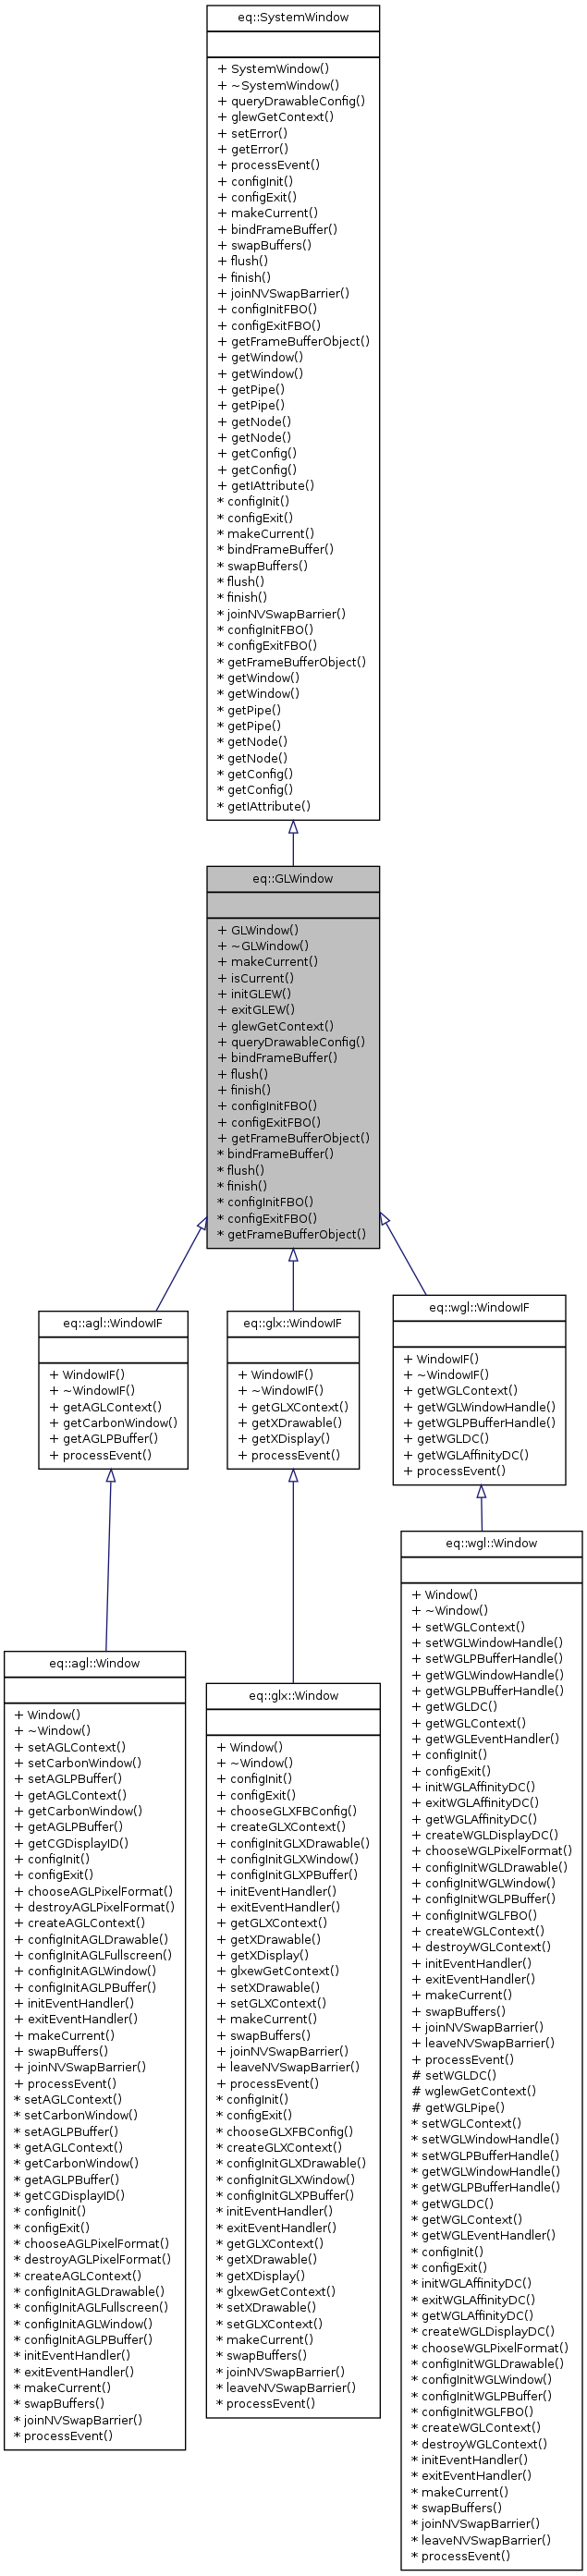 eq::SystemWindow
+ SystemWindow()
+ ~SystemWindow()
+ queryDrawableConfig()
+ glewGetContext()
+ setError()
+ getError()
+ processEvent()
+ configInit()
+ configExit()
+ makeCurrent()
+ bindFrameBuffer()
+ swapBuffers()
+ flush()
+ finish()
+ joinNVSwapBarrier()
+ configInitFBO()
+ configExitFBO()
+ getFrameBufferObject()
+ getWindow()
+ getWindow()
+ getPipe()
+ getPipe()
+ getNode()
+ getNode()
+ getConfig()
+ getConfig()
+ getIAttribute()
* configInit()
* configExit()
* makeCurrent()
* bindFrameBuffer()
* swapBuffers()
* flush()
* finish()
* joinNVSwapBarrier()
* configInitFBO()
* configExitFBO()
* getFrameBufferObject()
* getWindow()
* getWindow()
* getPipe()
* getPipe()
* getNode()
* getNode()
* getConfig()
* getConfig()
* getIAttribute()
eq::GLWindow
+ GLWindow()
+ ~GLWindow()
+ makeCurrent()
+ isCurrent()
+ initGLEW()
+ exitGLEW()
+ glewGetContext()
+ queryDrawableConfig()
+ bindFrameBuffer()
+ flush()
+ finish()
+ configInitFBO()
+ configExitFBO()
+ getFrameBufferObject()
* bindFrameBuffer()
* flush()
* finish()
* configInitFBO()
* configExitFBO()
* getFrameBufferObject()
eq::agl::WindowIF
+ WindowIF()
+ ~WindowIF()
+ getAGLContext()
+ getCarbonWindow()
+ getAGLPBuffer()
+ processEvent()
eq::glx::WindowIF
+ WindowIF()
+ ~WindowIF()
+ getGLXContext()
+ getXDrawable()
+ getXDisplay()
+ processEvent()
eq::wgl::WindowIF
+ WindowIF()
+ ~WindowIF()
+ getWGLContext()
+ getWGLWindowHandle()
+ getWGLPBufferHandle()
+ getWGLDC()
+ getWGLAffinityDC()
+ processEvent()
eq::agl::Window
+ Window()
+ ~Window()
+ setAGLContext()
+ setCarbonWindow()
+ setAGLPBuffer()
+ getAGLContext()
+ getCarbonWindow()
+ getAGLPBuffer()
+ getCGDisplayID()
+ configInit()
+ configExit()
+ chooseAGLPixelFormat()
+ destroyAGLPixelFormat()
+ createAGLContext()
+ configInitAGLDrawable()
+ configInitAGLFullscreen()
+ configInitAGLWindow()
+ configInitAGLPBuffer()
+ initEventHandler()
+ exitEventHandler()
+ makeCurrent()
+ swapBuffers()
+ joinNVSwapBarrier()
+ processEvent()
* setAGLContext()
* setCarbonWindow()
* setAGLPBuffer()
* getAGLContext()
* getCarbonWindow()
* getAGLPBuffer()
* getCGDisplayID()
* configInit()
* configExit()
* chooseAGLPixelFormat()
* destroyAGLPixelFormat()
* createAGLContext()
* configInitAGLDrawable()
* configInitAGLFullscreen()
* configInitAGLWindow()
* configInitAGLPBuffer()
* initEventHandler()
* exitEventHandler()
* makeCurrent()
* swapBuffers()
* joinNVSwapBarrier()
* processEvent()
eq::glx::Window
+ Window()
+ ~Window()
+ configInit()
+ configExit()
+ chooseGLXFBConfig()
+ createGLXContext()
+ configInitGLXDrawable()
+ configInitGLXWindow()
+ configInitGLXPBuffer()
+ initEventHandler()
+ exitEventHandler()
+ getGLXContext()
+ getXDrawable()
+ getXDisplay()
+ glxewGetContext()
+ setXDrawable()
+ setGLXContext()
+ makeCurrent()
+ swapBuffers()
+ joinNVSwapBarrier()
+ leaveNVSwapBarrier()
+ processEvent()
* configInit()
* configExit()
* chooseGLXFBConfig()
* createGLXContext()
* configInitGLXDrawable()
* configInitGLXWindow()
* configInitGLXPBuffer()
* initEventHandler()
* exitEventHandler()
* getGLXContext()
* getXDrawable()
* getXDisplay()
* glxewGetContext()
* setXDrawable()
* setGLXContext()
* makeCurrent()
* swapBuffers()
* joinNVSwapBarrier()
* leaveNVSwapBarrier()
* processEvent()
eq::wgl::Window
+ Window()
+ ~Window()
+ setWGLContext()
+ setWGLWindowHandle()
+ setWGLPBufferHandle()
+ getWGLWindowHandle()
+ getWGLPBufferHandle()
+ getWGLDC()
+ getWGLContext()
+ getWGLEventHandler()
+ configInit()
+ configExit()
+ initWGLAffinityDC()
+ exitWGLAffinityDC()
+ getWGLAffinityDC()
+ createWGLDisplayDC()
+ chooseWGLPixelFormat()
+ configInitWGLDrawable()
+ configInitWGLWindow()
+ configInitWGLPBuffer()
+ configInitWGLFBO()
+ createWGLContext()
+ destroyWGLContext()
+ initEventHandler()
+ exitEventHandler()
+ makeCurrent()
+ swapBuffers()
+ joinNVSwapBarrier()
+ leaveNVSwapBarrier()
+ processEvent()
# setWGLDC()
# wglewGetContext()
# getWGLPipe()
* setWGLContext()
* setWGLWindowHandle()
* setWGLPBufferHandle()
* getWGLWindowHandle()
* getWGLPBufferHandle()
* getWGLDC()
* getWGLContext()
* getWGLEventHandler()
* configInit()
* configExit()
* initWGLAffinityDC()
* exitWGLAffinityDC()
* getWGLAffinityDC()
* createWGLDisplayDC()
* chooseWGLPixelFormat()
* configInitWGLDrawable()
* configInitWGLWindow()
* configInitWGLPBuffer()
* configInitWGLFBO()
* createWGLContext()
* destroyWGLContext()
* initEventHandler()
* exitEventHandler()
* makeCurrent()
* swapBuffers()
* joinNVSwapBarrier()
* leaveNVSwapBarrier()
* processEvent()